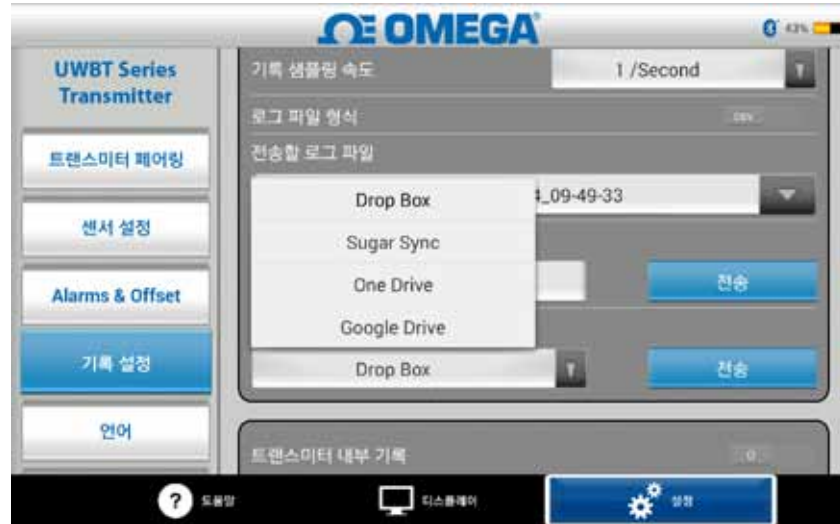 OMEGA
43%
UWBT Series
Transmitter
트랜스미터 페어링
센서 설정
Alarms & Offset
기록 설정
언어
기록 샘플링 속도
1 /Second
로그 파일 형식
csv
전송할 로그 파일
4_09-49-33
Drop Box
Sugar Sync
One Drive
Google Drive
전송
Drop Box
전송
트랜스미터 내부 기록
0
? 도움말
디스플레이
설정